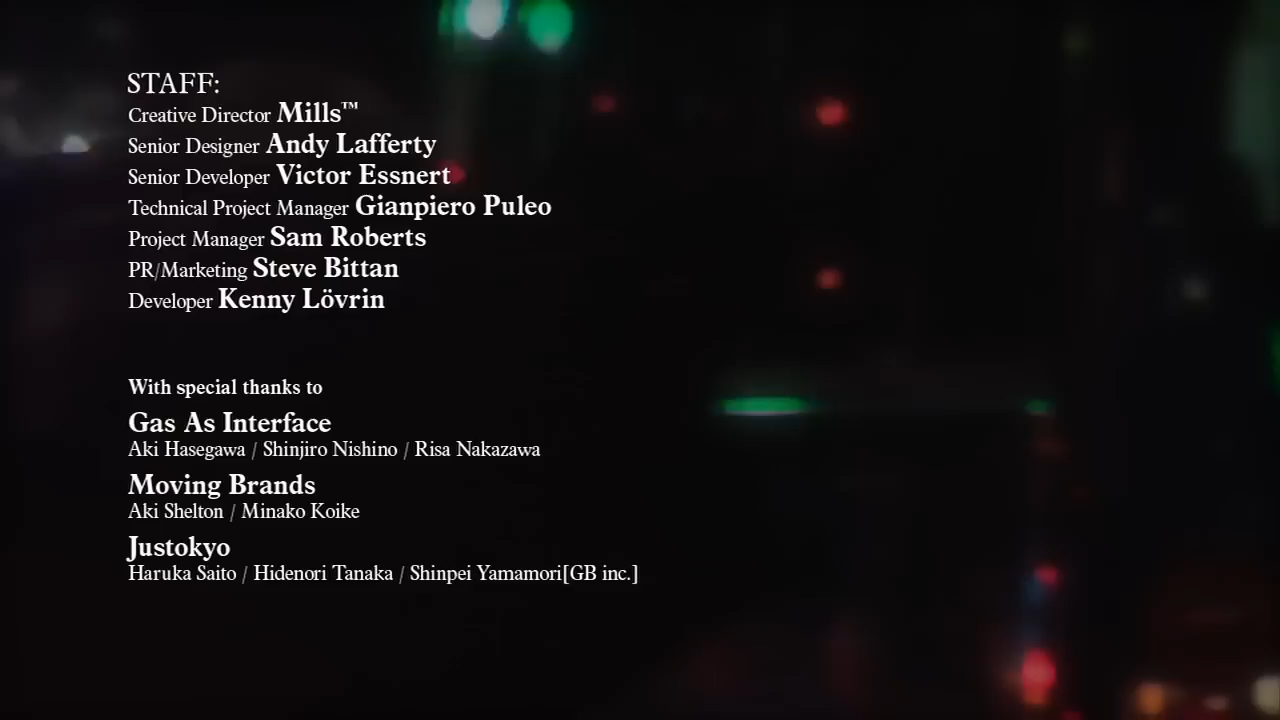 STAFF:
Creative Director Mills™
Senior Designer Andy Lafferty
Senior Developer Victor Essnert
Technical Project Manager Gianpiero Puleo
Project Manager Sam Roberts
PR/Marketing Steve Bittan
Developer Kenny Lövrin
With special thanks to
Gas As Interface
Aki Hasegawa / Shinjiro Nishino / Risa Nakazawa
Moving Brands
Aki Shelton / Minako Koike
Justokyo
Haruka Saito / Hidenori Tanaka / Shinpei Yamamori[GB inc.]